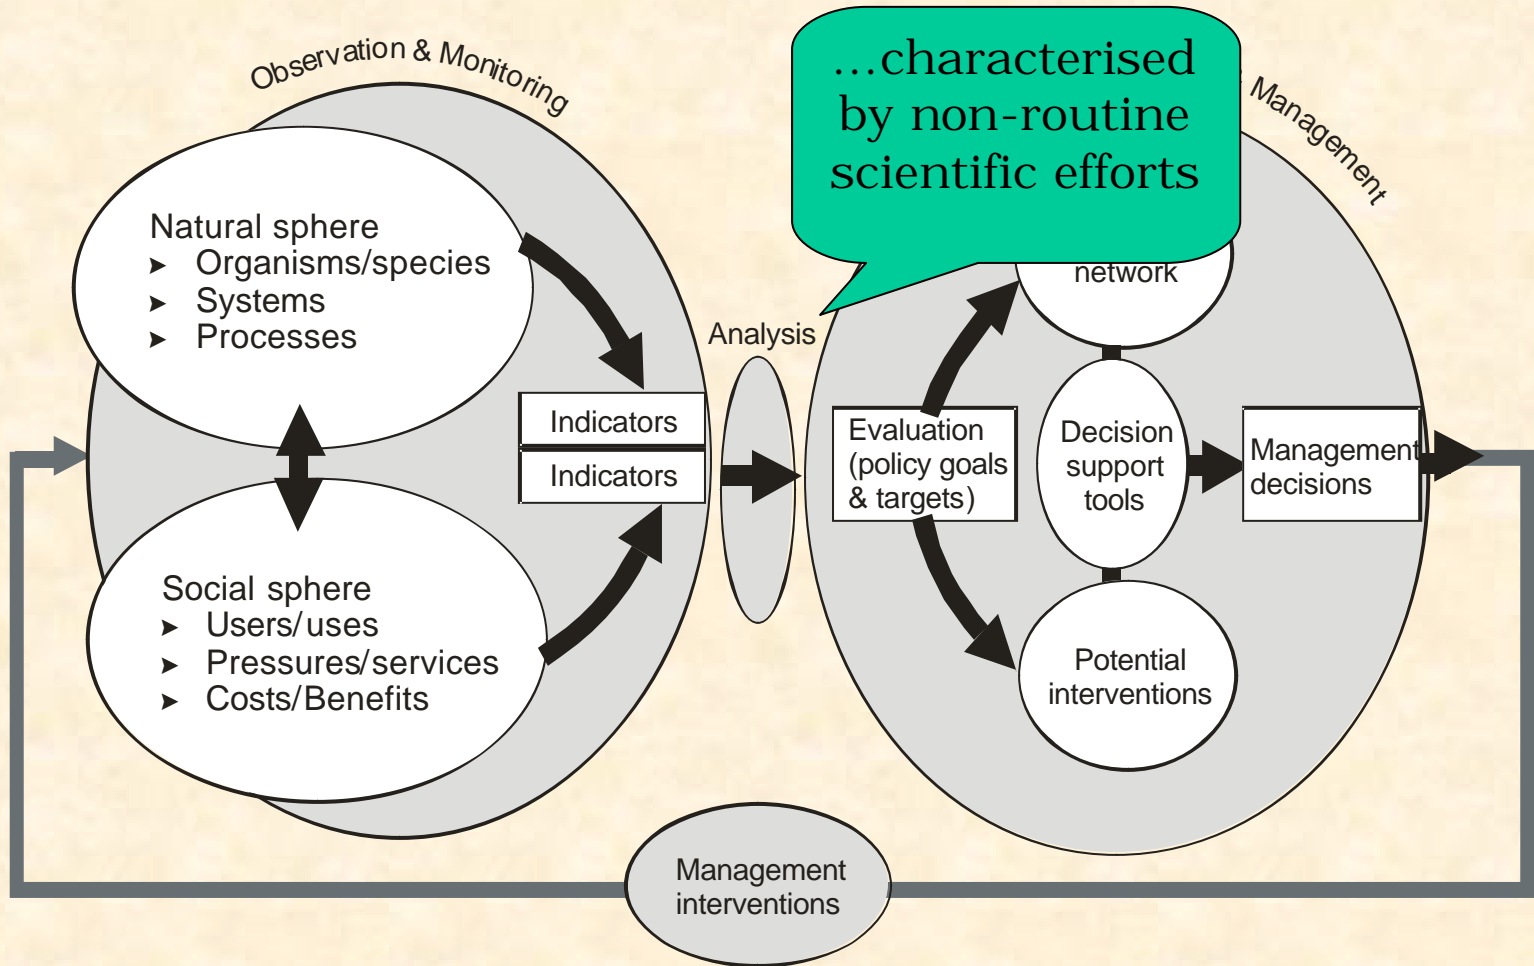 Observation & Monitoring
...characterised
by non-routine
scientific efforts
& Management
Natural sphere
➤ Organisms/species
➤ Systems
➤ Processes
network
Analysis
Indicators
Indicators
Evaluation
(policy goals
& targets)
Decision
support
tools
Management
decisions
Social sphere
➤ Users/uses
➤ Pressures/services
➤ Costs/Benefits
Potential
interventions
Management
interventions